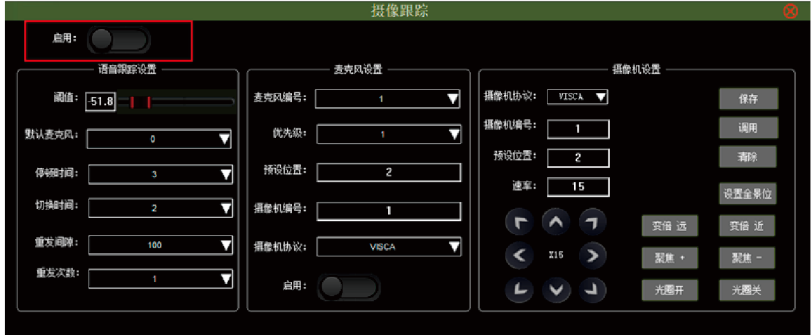 摄像跟踪
启用:
语音跟踪设置
阈值: -51.8
默认麦克风: 0
停顿时间: 3
切换时间: 2
重发间隙: 100
重发次数: 1
麦克风设置
麦克风编号: 1
优先级: 1
预设位置: 2
摄像机编号: 1
摄像机协议: VISCA
启用:
摄像机设置
摄像机协议: VISCA 保存
摄像机编号: 1 调用
预设位置: 2 清除
速率: 15 设置全景位
X15
变倍 远 变倍 近
聚焦 + 聚焦 -
光圈开 光圈关